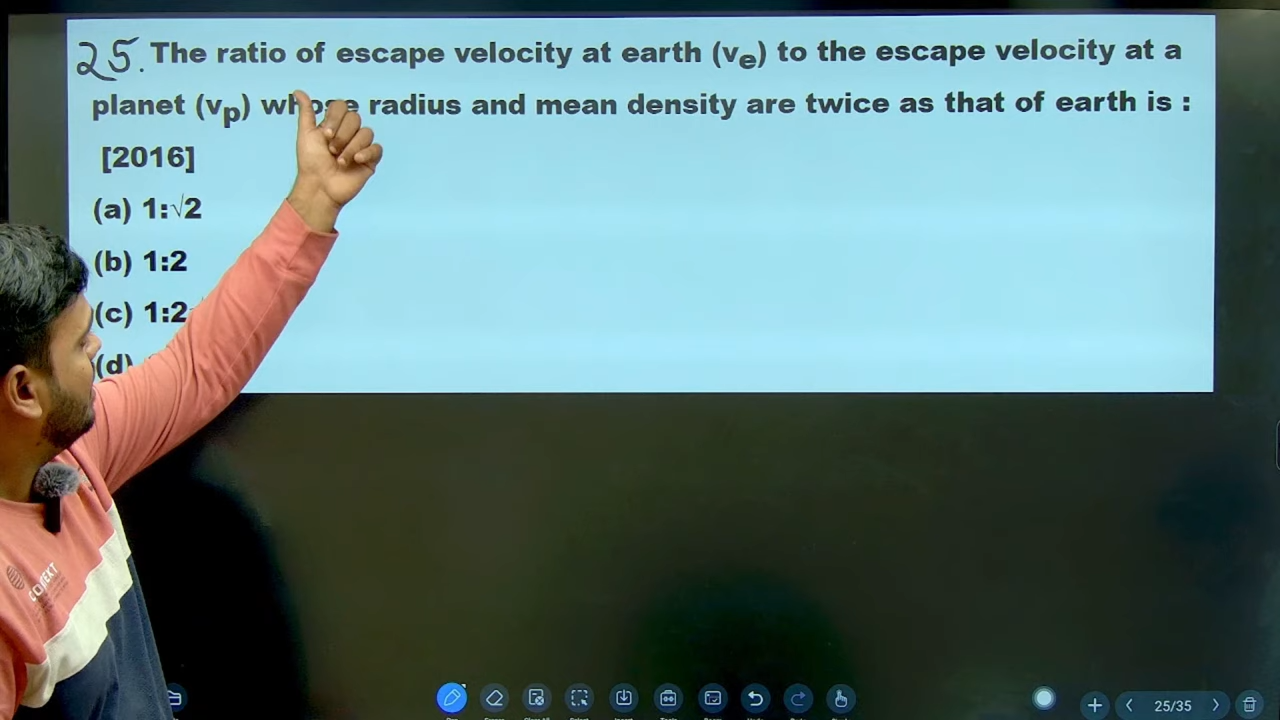 25. The ratio of escape velocity at earth (ve) to the escape velocity at a
planet (vp) whose radius and mean density are twice as that of earth is :
[2016]
(a) 1:√2
(b) 1:2
(c) 1:2
(d)
25/35